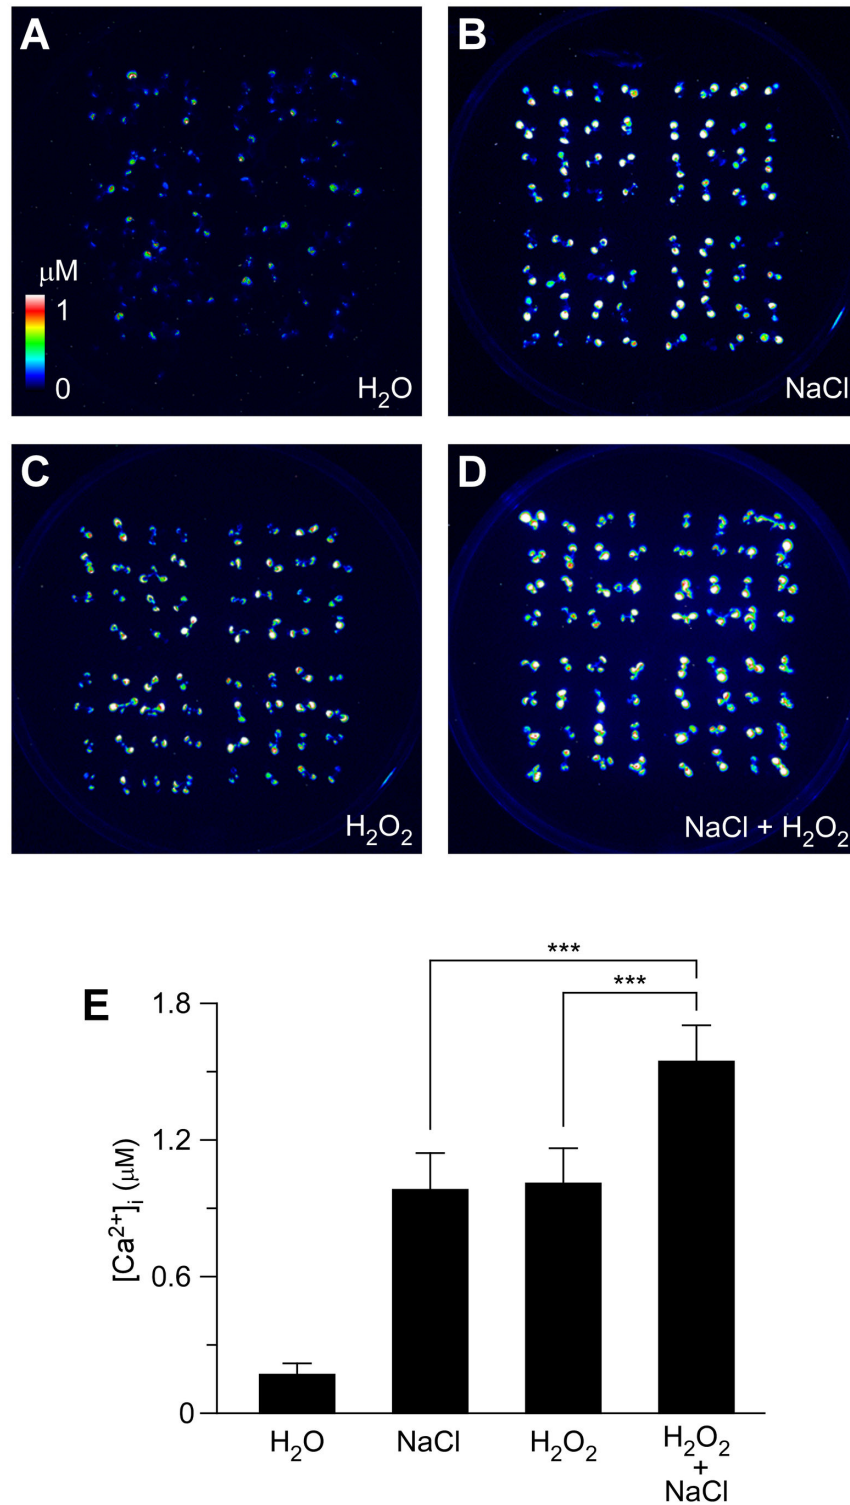 A
μM
1
0
H₂O
B
NaCl
C
H₂O₂
D
NaCl + H₂O₂
E
***
***
1.8
1.2
0.6
0
[Ca²⁺]ᵢ (μM)
H₂O
NaCl
H₂O₂
H₂O₂
+
NaCl